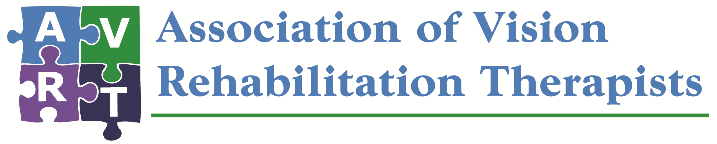 A V
R T
Association of Vision
Rehabilitation Therapists